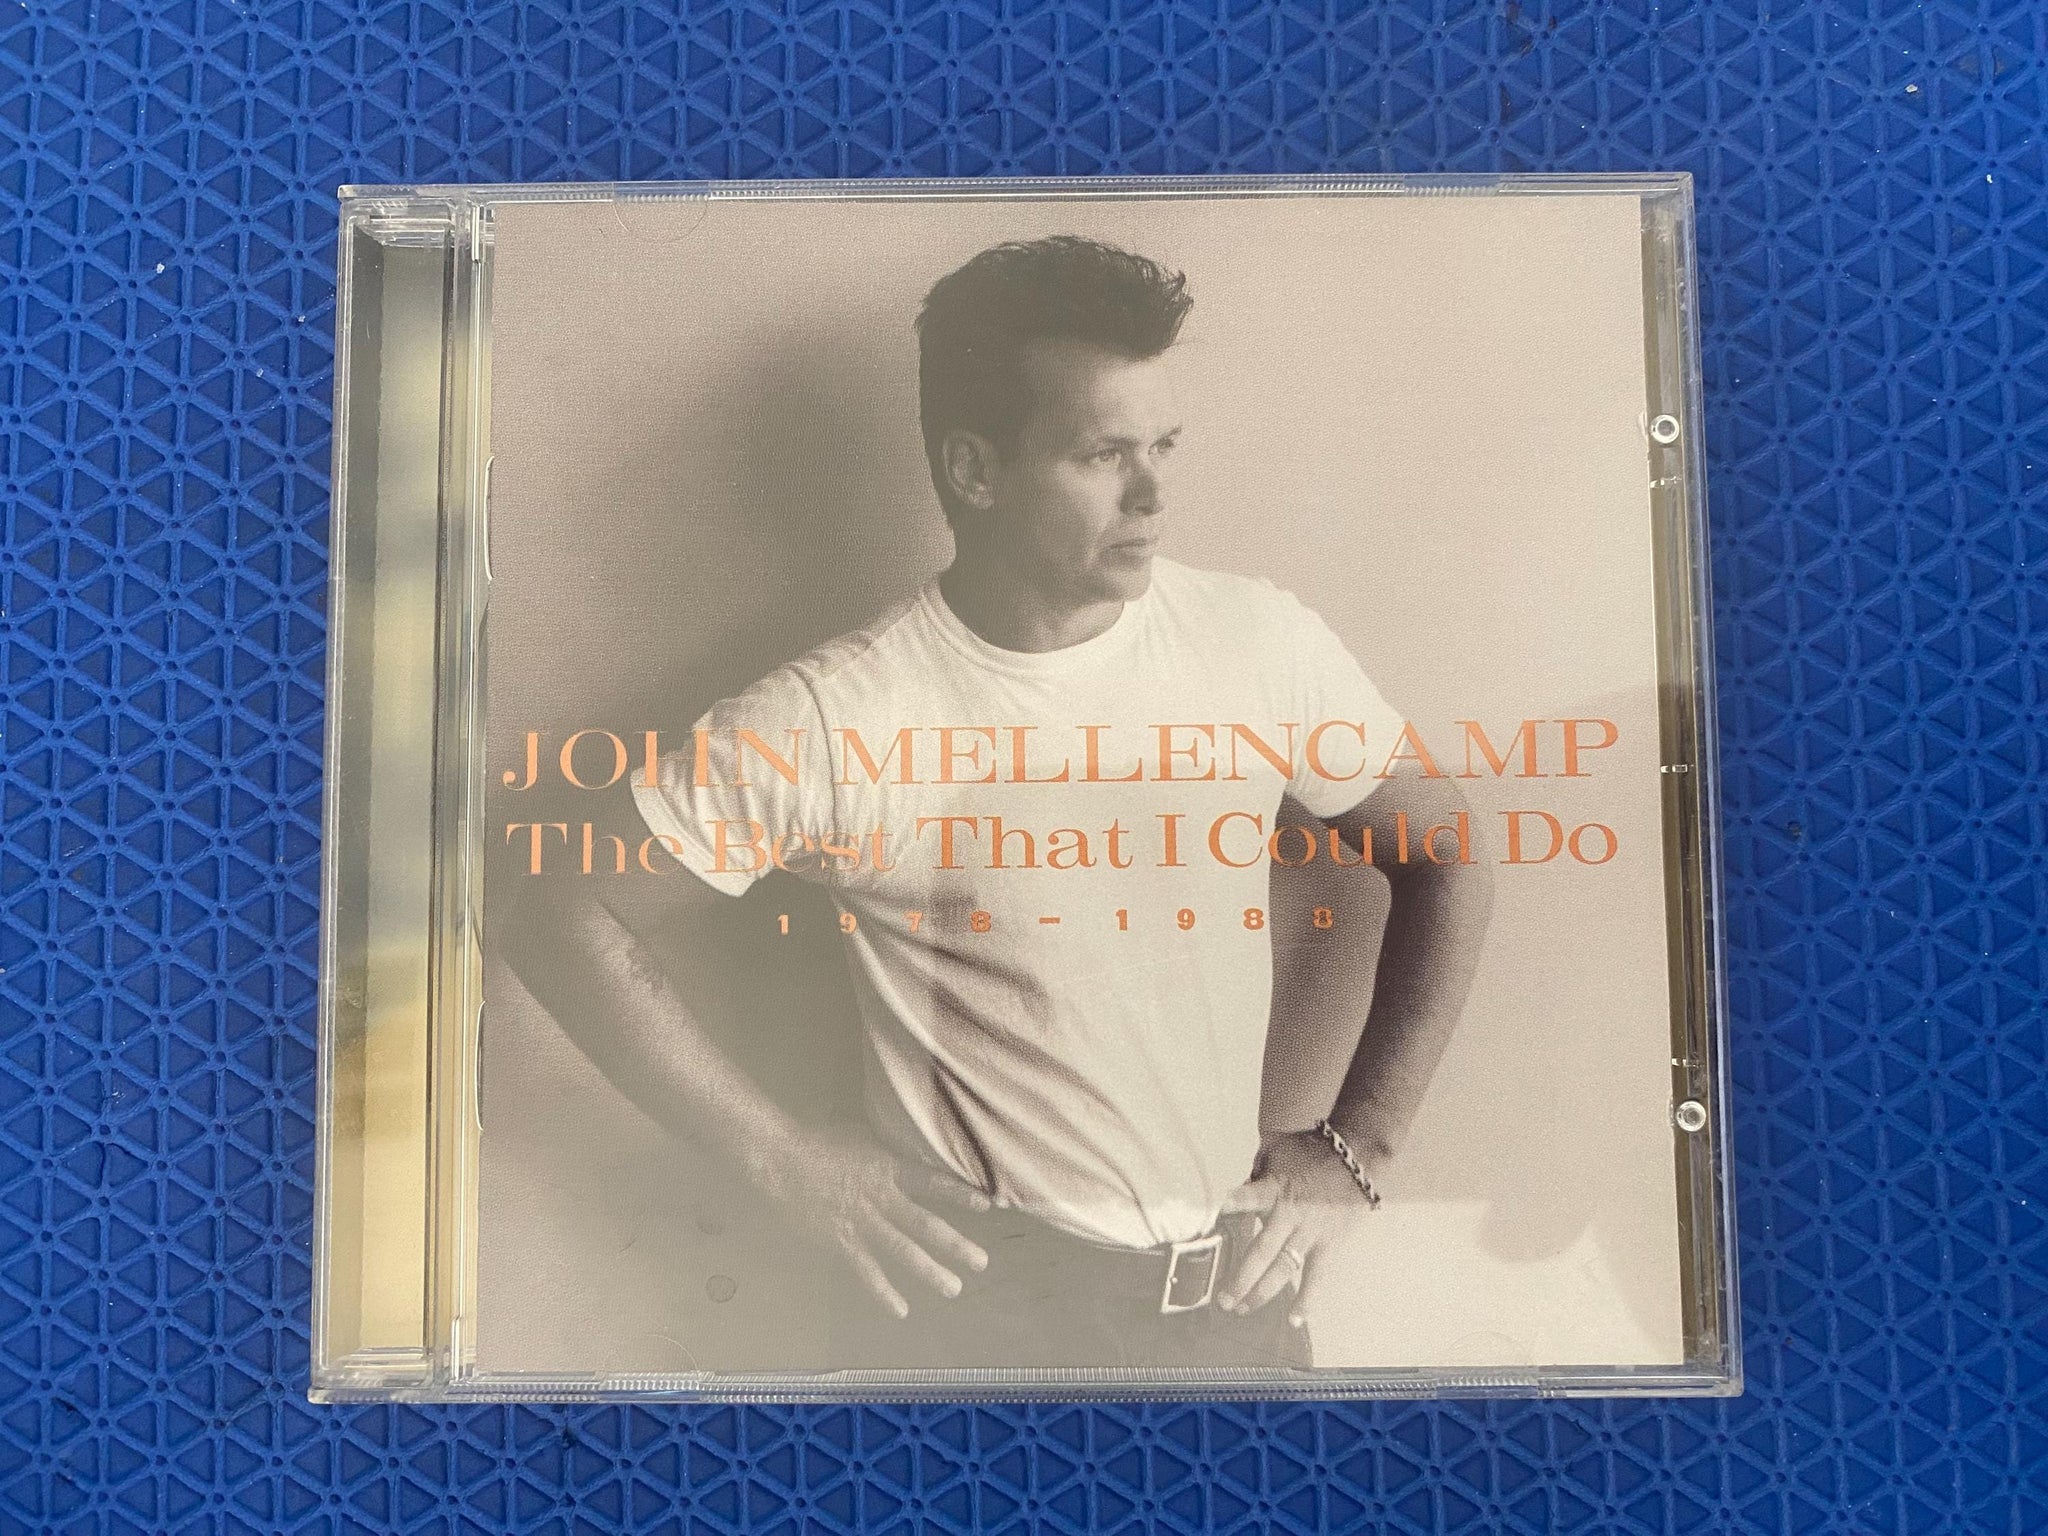 JOHN MELLENCAMP
The Best That I Could Do
1978-1988